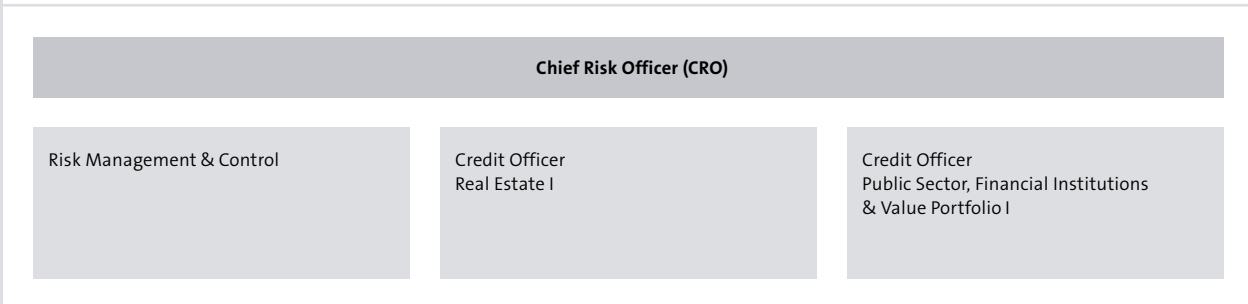 Chief Risk Officer (CRO)
Risk Management & Control
Credit Officer
Real Estate I
Credit Officer
Public Sector, Financial Institutions
& Value Portfolio I